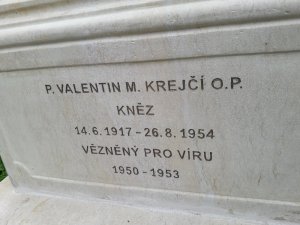 P. VALENTIN M. KREJČÍ O.P.
KNĚZ
14.6.1917 - 26.8.1954
VĚZNĚNÝ PRO VÍRU
1950 - 1953